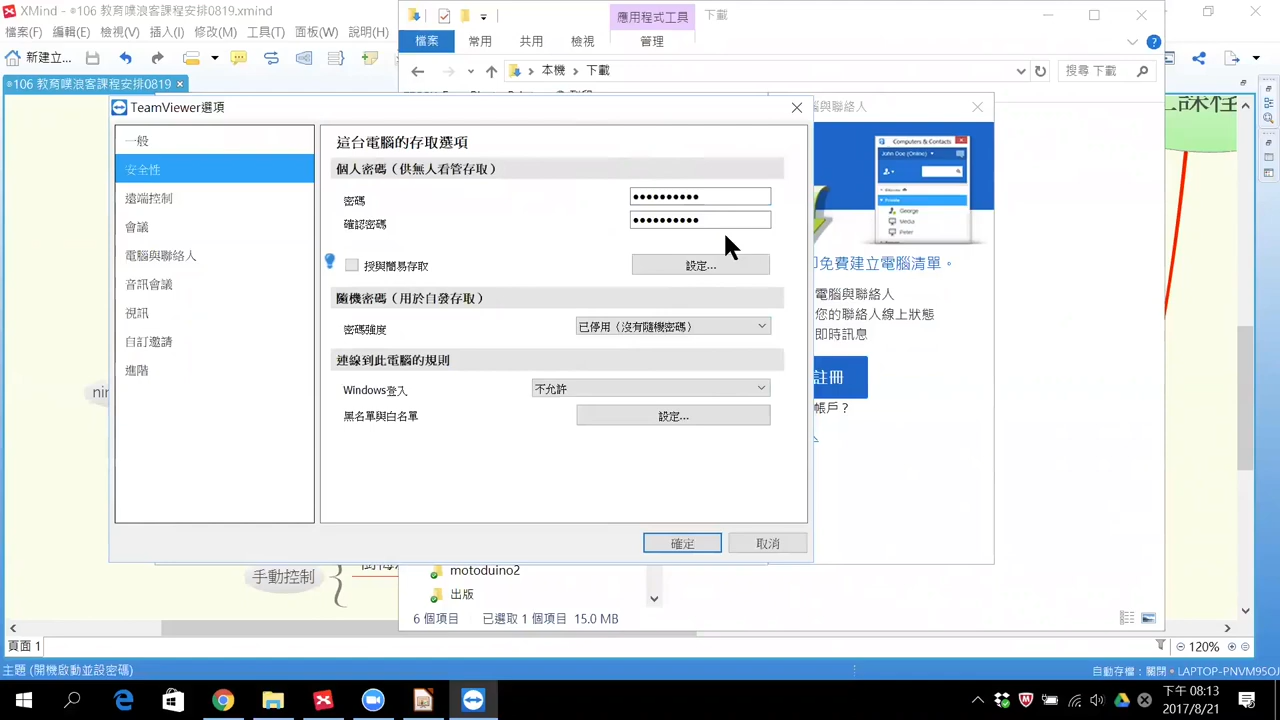 XMind - ◎106 教育噗浪客課程安排0819.xmind
檔案(F) 編輯(E) 檢視(V) 插入(I) 修改(M) 工具(T) 面板(W) 說明(H)
新建立...
◎106 教育噗浪客課程安排0819
應用程式工具
下載
檔案
常用
共用
檢視
管理
本機
下載
搜尋 下載
課程
TeamViewer選項
與聯絡人
一般
安全性
遠端控制
會議
電腦與聯絡人
音訊會議
視訊
自訂邀請
進階
這台電腦的存取選項
個人密碼（供無人看管存取）
密碼
●●●●●●●●●●
確認密碼
●●●●●●●●●●
授與簡易存取
設定...
隨機密碼（用於自發存取）
密碼強度
已停用（沒有隨機密碼）
連線到此電腦的規則
Windows登入
不允許
黑名單與白名單
設定...
確定
取消
Computers & Contacts
John Doe (Online)
George
Media
Peter
免費建立電腦清單。
電腦與聯絡人
您的聯絡人線上狀態
即時訊息
註冊
帳戶？
nin
手動控制
motoduino2
出版
6 個項目
已選取 1 個項目 15.0 MB
頁面 1
120%
主題 (開機啟動並設密碼)
自動存檔：關閉
LAPTOP-PNVM95OJ
下午 08:13
2017/8/21